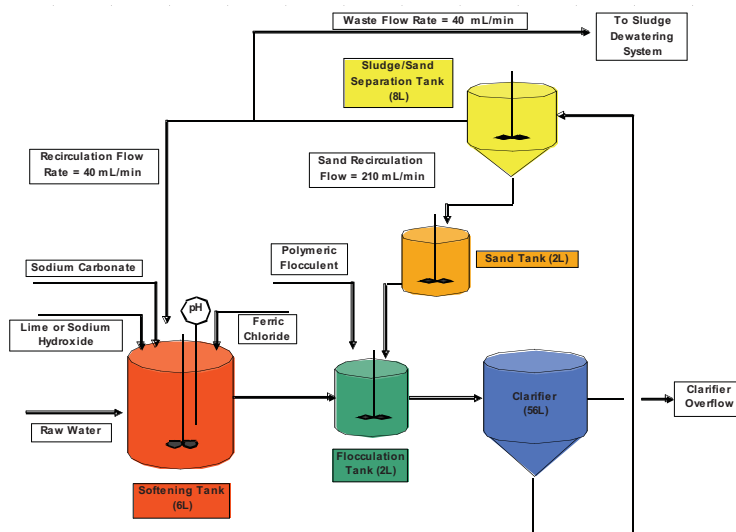 Waste Flow Rate = 40 mL/min
To Sludge
Dewatering
System
Sludge/Sand
Separation Tank
(8L)
Recirculation Flow
Rate = 40 mL/min
Sand Recirculation
Flow = 210 mL/min
Polymeric
Flocculent
Sand Tank (2L)
Sodium Carbonate
pH
Lime or Sodium
Hydroxide
Ferric
Chloride
Clarifier
(56L)
Clarifier
Overflow
Raw Water
Flocculation
Tank (2L)
Softening Tank
(6L)